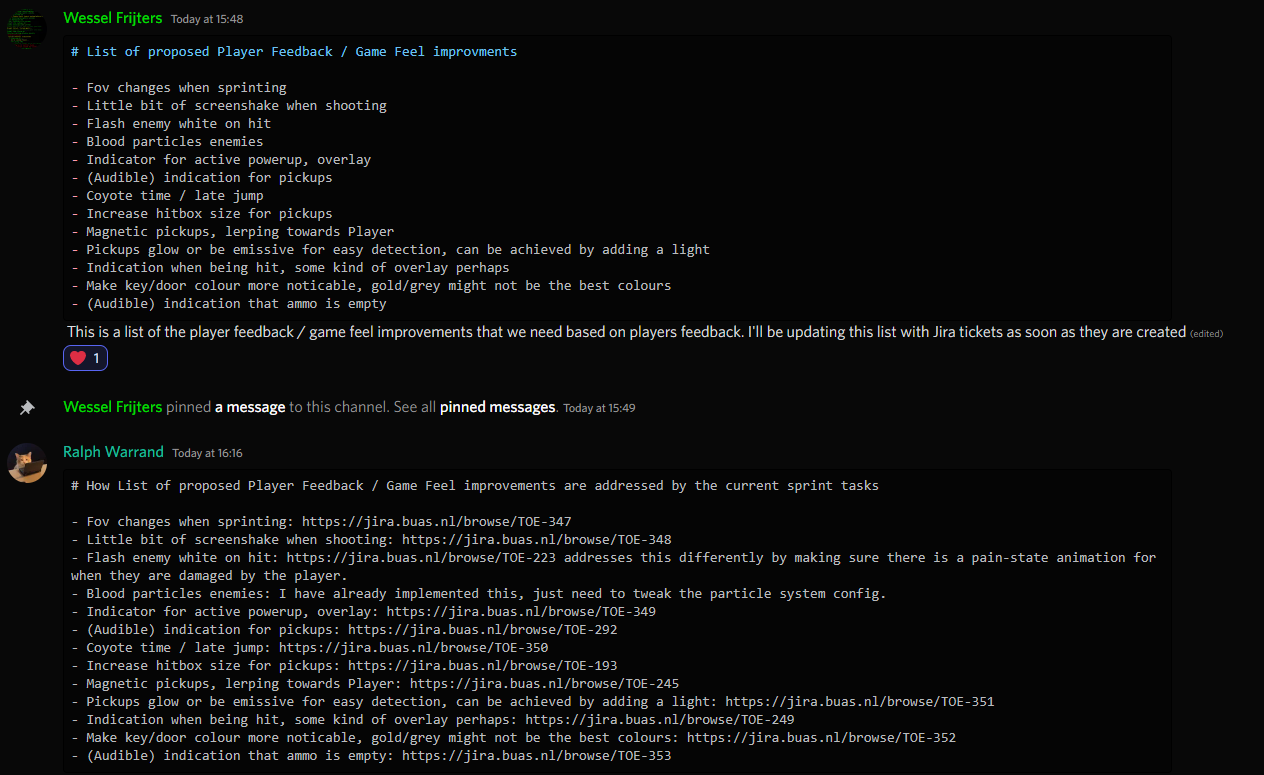 Wessel Frijters Today at 15:48
# List of proposed Player Feedback / Game Feel improvments
- Fov changes when sprinting
- Little bit of screenshake when shooting
- Flash enemy white on hit
- Blood particles enemies
- Indicator for active powerup, overlay
- (Audible) indication for pickups
- Coyote time / late jump
- Increase hitbox size for pickups
- Magnetic pickups, lerping towards Player
- Pickups glow or be emissive for easy detection, can be achieved by adding a light
- Indication when being hit, some kind of overlay perhaps
- Make key/door colour more noticable, gold/grey might not be the best colours
- (Audible) indication that ammo is empty
This is a list of the player feedback / game feel improvements that we need based on players feedback. I'll be updating this list with Jira tickets as soon as they are created (edited)
1
Wessel Frijters pinned a message to this channel. See all pinned messages. Today at 15:49
Ralph Warrand Today at 16:16
# How List of proposed Player Feedback / Game Feel improvements are addressed by the current sprint tasks
- Fov changes when sprinting: https://jira.buas.nl/browse/TOE-347
- Little bit of screenshake when shooting: https://jira.buas.nl/browse/TOE-348
- Flash enemy white on hit: https://jira.buas.nl/browse/TOE-223 addresses this differently by making sure there is a pain-state animation for
when they are damaged by the player.
- Blood particles enemies: I have already implemented this, just need to tweak the particle system config.
- Indicator for active powerup, overlay: https://jira.buas.nl/browse/TOE-349
- (Audible) indication for pickups: https://jira.buas.nl/browse/TOE-292
- Coyote time / late jump: https://jira.buas.nl/browse/TOE-350
- Increase hitbox size for pickups: https://jira.buas.nl/browse/TOE-193
- Magnetic pickups, lerping towards Player: https://jira.buas.nl/browse/TOE-245
- Pickups glow or be emissive for easy detection, can be achieved by adding a light: https://jira.buas.nl/browse/TOE-351
- Indication when being hit, some kind of overlay perhaps: https://jira.buas.nl/browse/TOE-249
- Make key/door colour more noticable, gold/grey might not be the best colours: https://jira.buas.nl/browse/TOE-352
- (Audible) indication that ammo is empty: https://jira.buas.nl/browse/TOE-353